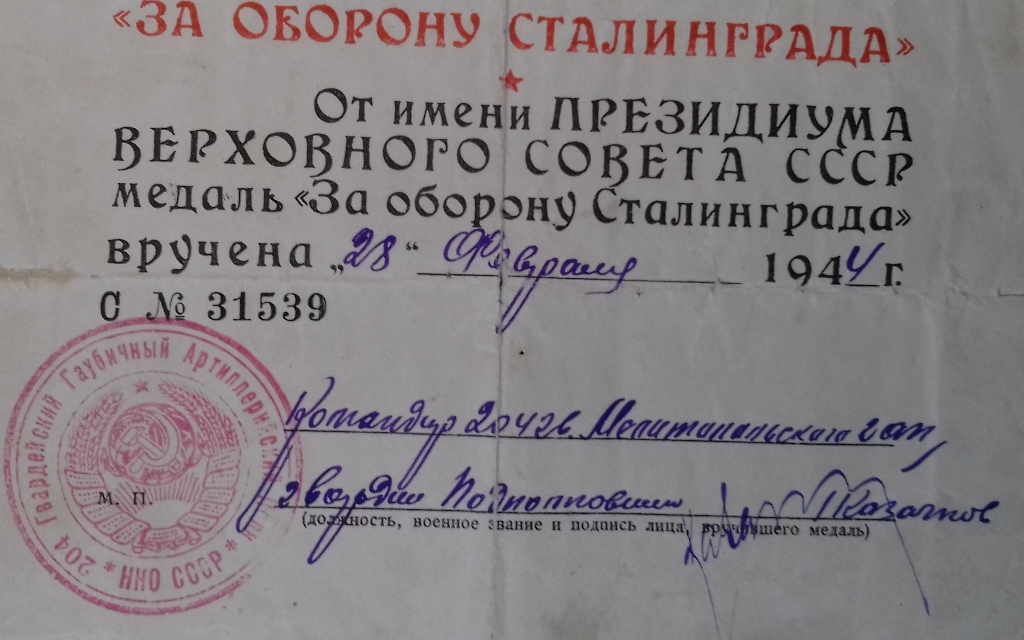 «ЗА ОБОРОНУ СТАЛИНГРАДА»
От имени ПРЕЗИДИУМА
ВЕРХОВНОГО СОВЕТА СССР
медаль «За оборону Сталинграда»
вручена „28“ Февраля 1944 г.
С № 31539
Командир 204 гв. Мелитопольского гап
гвардии Подполковник Казачков
М. П.
(должность, военное звание и подпись лица, вручившего медаль)
204 Гвардейский Гаубичный Артиллерийский
* НКО СССР *